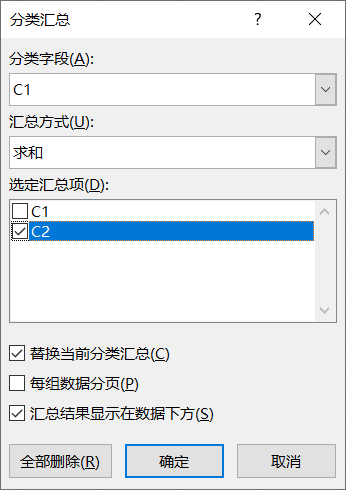 分类汇总
分类字段(A):
C1
汇总方式(U):
求和
选定汇总项(D):
C1
C2
替换当前分类汇总(C)
每组数据分页(P)
汇总结果显示在数据下方(S)
全部删除(R) 确定 取消